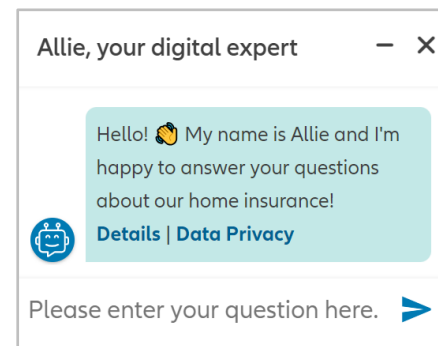 Allie, your digital expert
Hello! 👋 My name is Allie and I'm
happy to answer your questions
about our home insurance!
Details | Data Privacy
Please enter your question here.